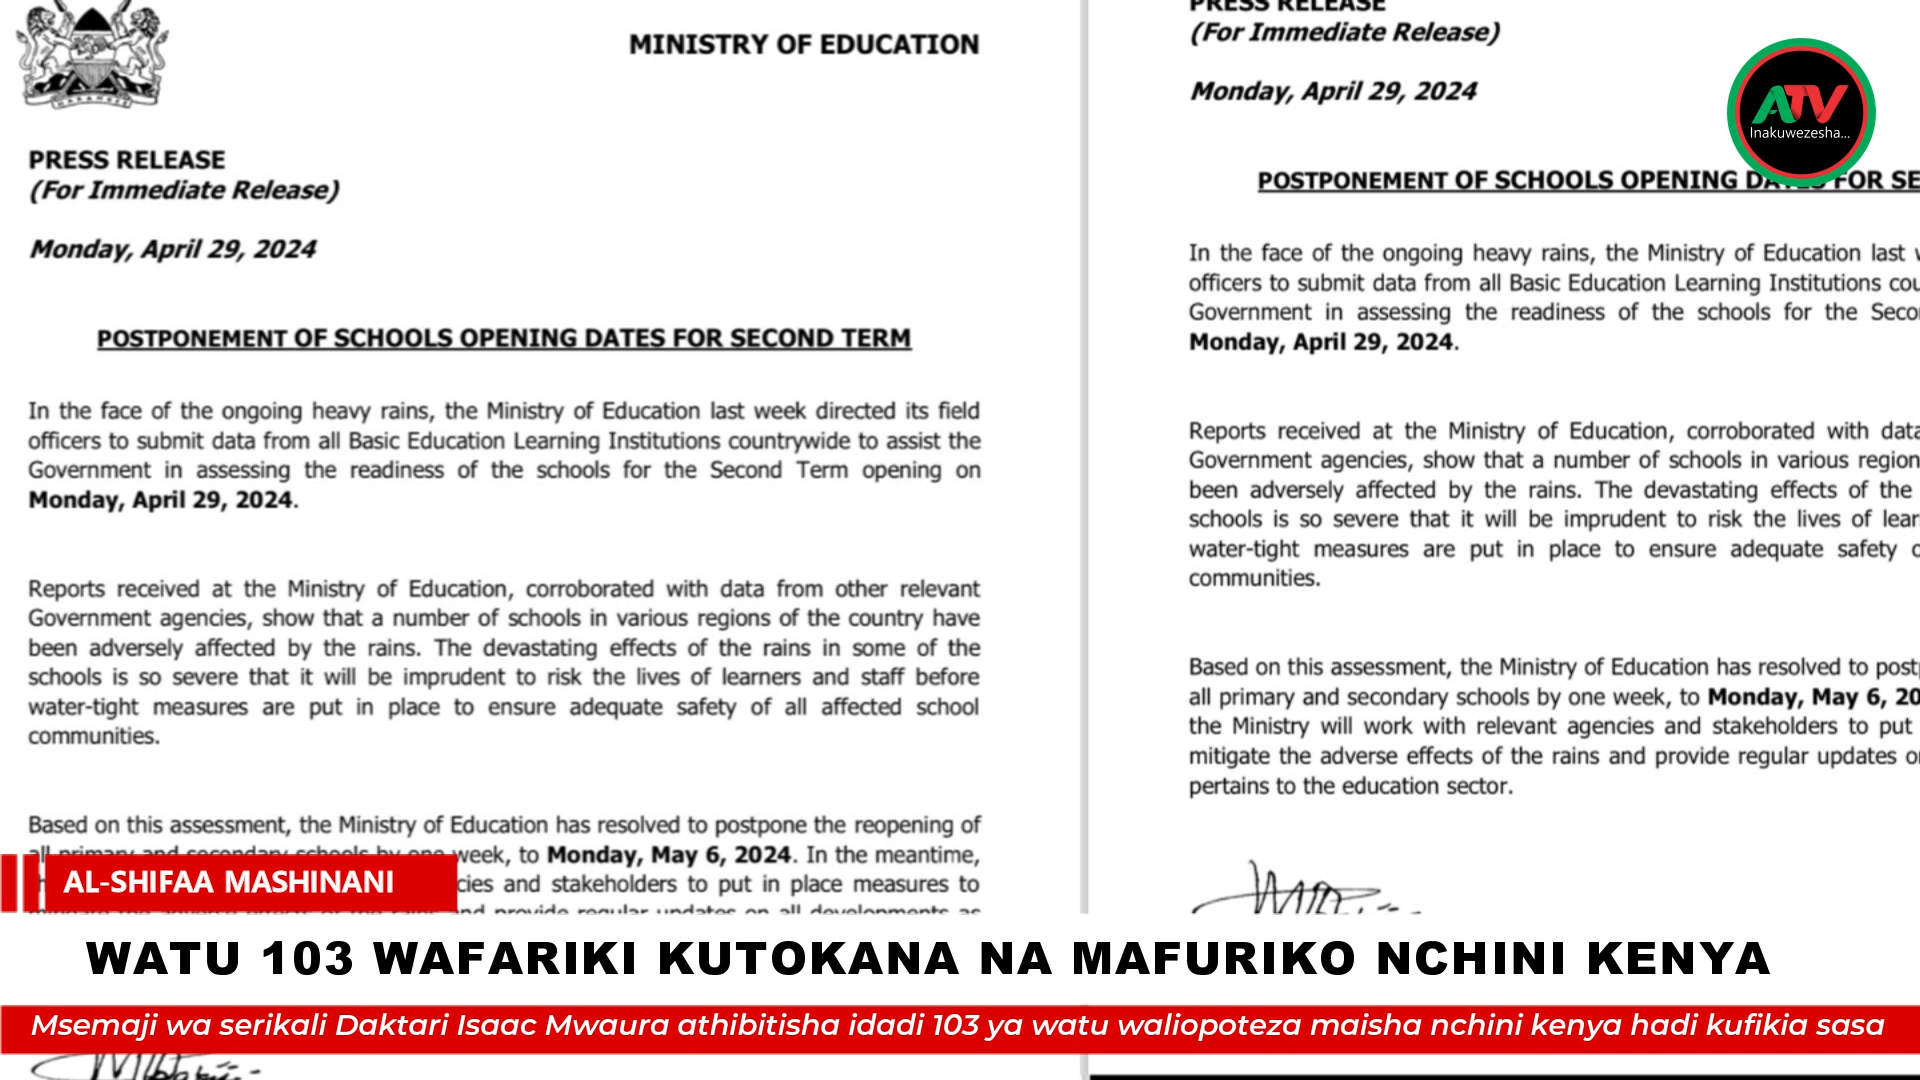 MINISTRY OF EDUCATION
PRESS RELEASE
(For Immediate Release)
Monday, April 29, 2024
POSTPONEMENT OF SCHOOLS OPENING DATES FOR SECOND TERM
In the face of the ongoing heavy rains, the Ministry of Education last week directed its field
officers to submit data from all Basic Education Learning Institutions countrywide to assist the
Government in assessing the readiness of the schools for the Second Term opening on
Monday, April 29, 2024.
Reports received at the Ministry of Education, corroborated with data from other relevant
Government agencies, show that a number of schools in various regions of the country have
been adversely affected by the rains. The devastating effects of the rains in some of the
schools is so severe that it will be imprudent to risk the lives of learners and staff before
water-tight measures are put in place to ensure adequate safety of all affected school
communities.
Based on this assessment, the Ministry of Education has resolved to postpone the reopening of
all primary and secondary schools by one week, to Monday, May 6, 2024. In the meantime,
and stakeholders to put in place measures to
provide regular updates on all developments as
PRESS RELEASE
(For Immediate Release)
Monday, April 29, 2024
POSTPONEMENT OF SCHOOLS OPENING FOR
In the face of the ongoing heavy rains, the Ministry of Education last
officers to submit data from all Basic Education Learning Institutions
Government in assessing the readiness of the schools for the
Monday, April 29, 2024.
Reports received at the Ministry of Education, corroborated with
Government agencies, show that a number of schools in various
been adversely affected by the rains. The devastating effects of the
schools is so severe that it will be imprudent to risk the lives of
water-tight measures are put in place to ensure adequate safety
communities.
Based on this assessment, the Ministry of Education has resolved to
all primary and secondary schools by one week, to Monday, May 6,
the Ministry will work with relevant agencies and stakeholders to put
mitigate the adverse effects of the rains and provide regular updates
pertains to the education sector.
ATV
Inakuwezesha...
AL-SHIFAA MASHINANI
WATU 103 WAFARIKI KUTOKANA NA MAFURIKO NCHINI KENYA
Msemaji wa serikali Daktari Isaac Mwaura athibitisha idadi 103 ya watu waliopoteza maisha nchini kenya hadi kufikia sasa